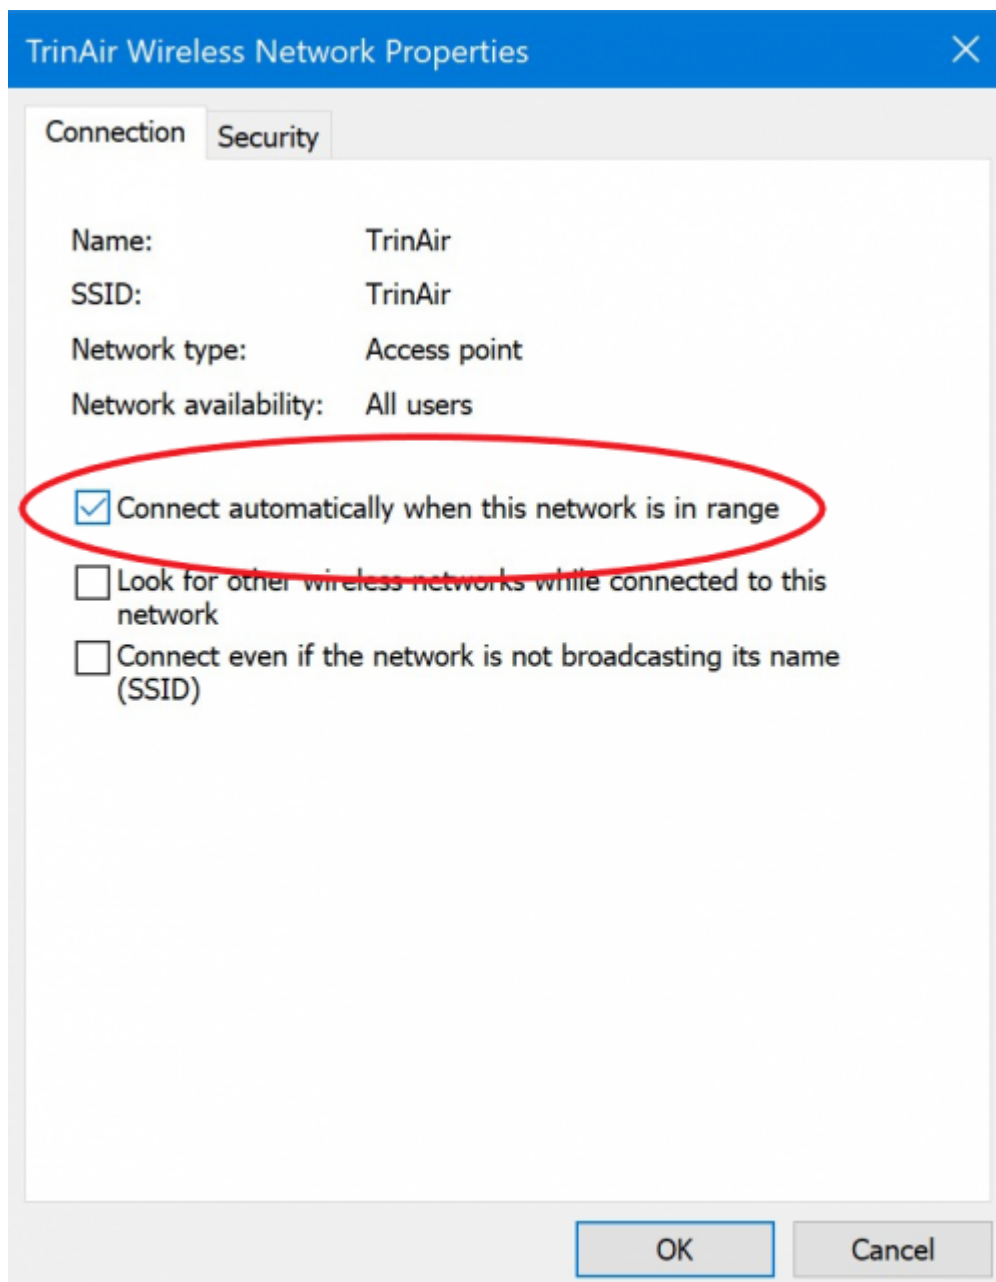 TrinAir Wireless Network Properties
Connection Security
Name: TrinAir
SSID: TrinAir
Network type: Access point
Network availability: All users
Connect automatically when this network is in range
Look for other wireless networks while connected to this
network
Connect even if the network is not broadcasting its name
(SSID)
OK Cancel